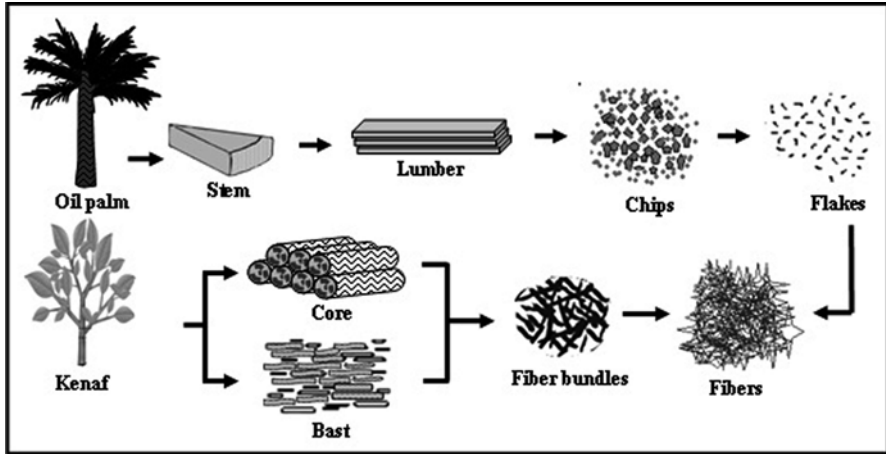 Oil palm
Stem
Lumber
Chips
Flakes
Kenaf
Core
Bast
Fiber bundles
Fibers